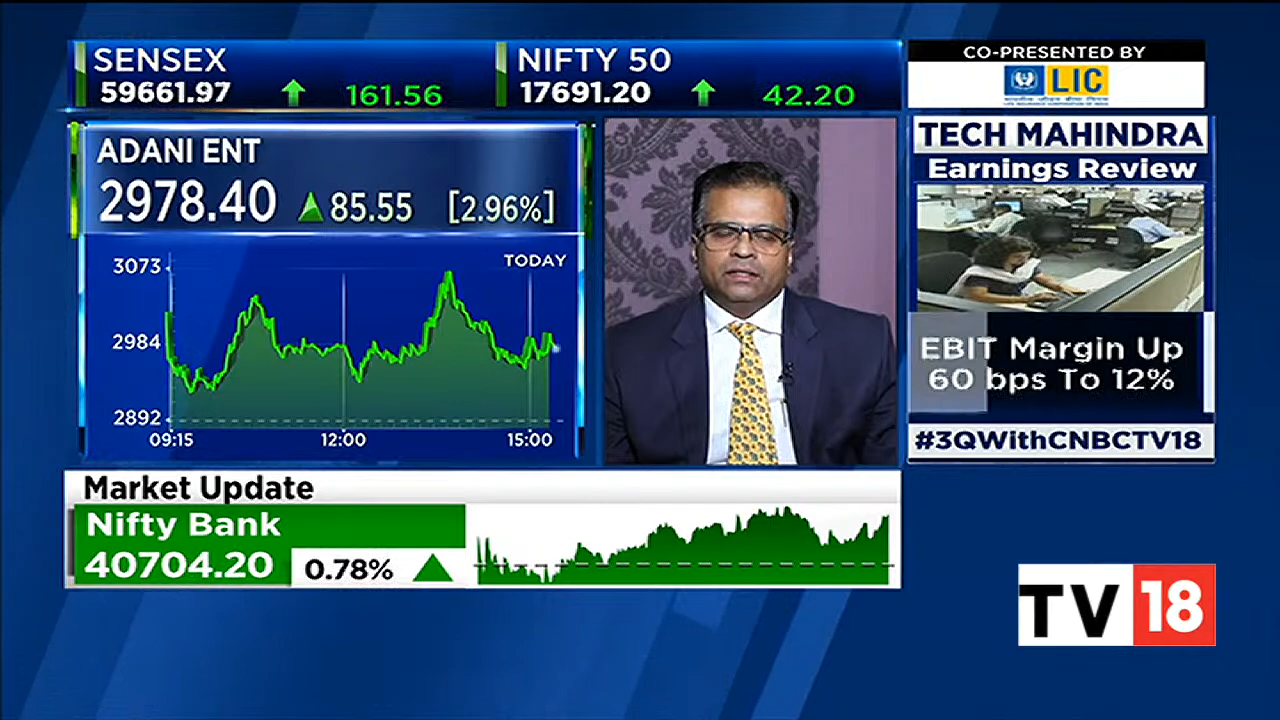 SENSEX
59661.97 161.56
NIFTY 50
17691.20 42.20
CO-PRESENTED BY
LIC
ADANI ENT
2978.40 85.55 [2.96%]
TODAY
3073
2984
2892
09:15 12:00 15:00
TECH MAHINDRA
Earnings Review
EBIT Margin Up
60 bps To 12%
#3QWithCNBCTV18
Market Update
Nifty Bank
40704.20 0.78%
TV18